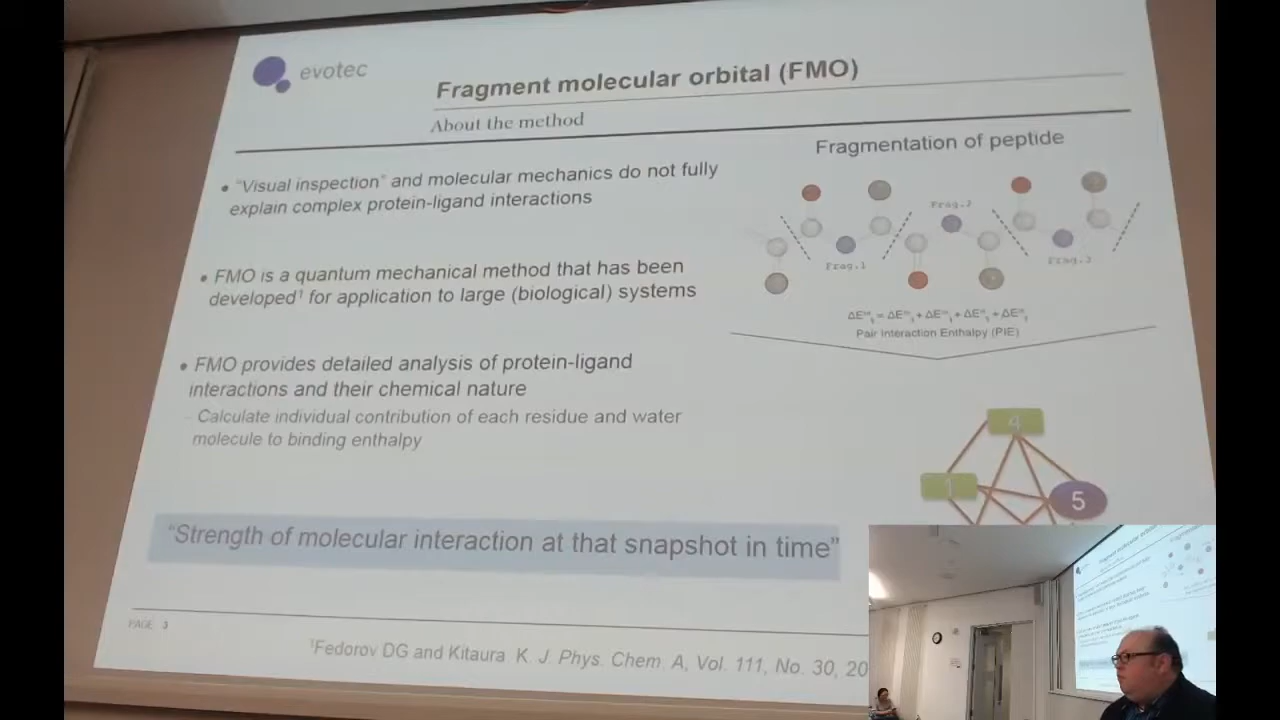 evotec
Fragment molecular orbital (FMO)
About the method
• "Visual inspection" and molecular mechanics do not fully
explain complex protein-ligand interactions
• FMO is a quantum mechanical method that has been
developed¹ for application to large (biological) systems
• FMO provides detailed analysis of protein-ligand
interactions and their chemical nature
- Calculate individual contribution of each residue and water
molecule to binding enthalpy
"Strength of molecular interaction at that snapshot in time"
Fragmentation of peptide
Frag.2
Frag.1
Frag.3
Pair Interaction Enthalpy (PIE)
4
1
5
PAGE 3
¹Fedorov DG and Kitaura K. J. Phys. Chem. A, Vol. 111, No. 30, 20